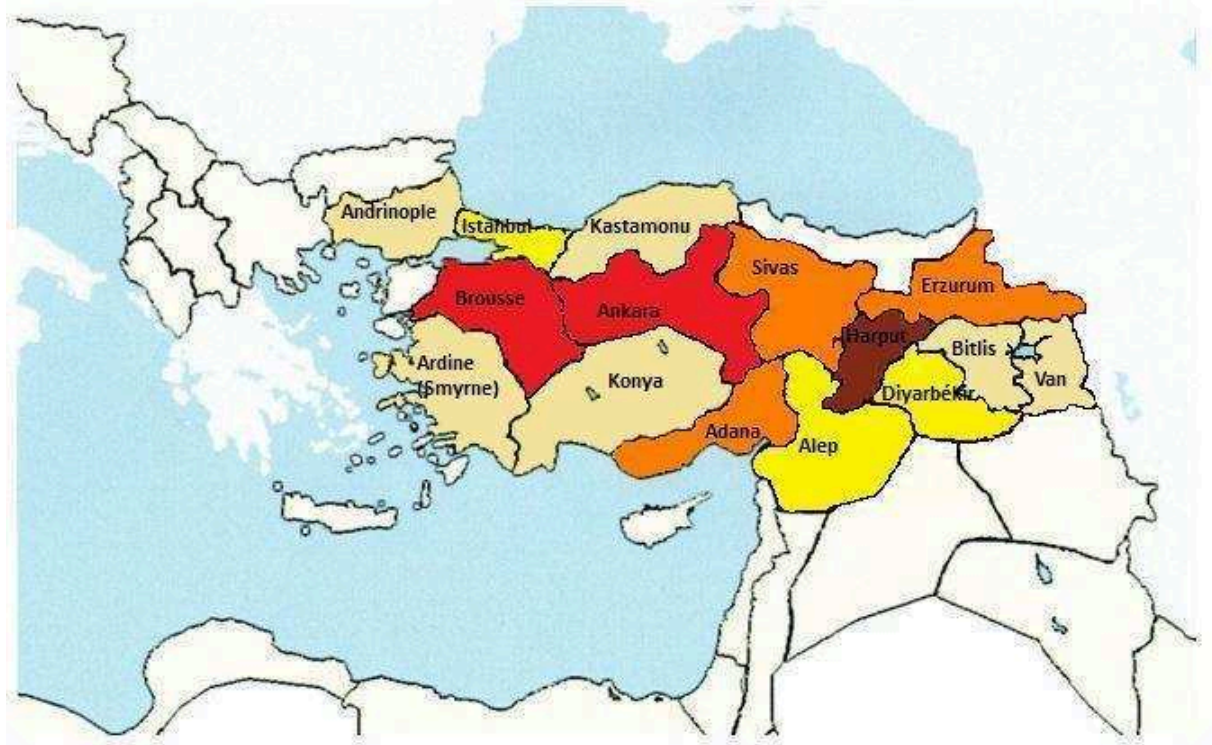 Andrinople
Istanbul
Kastamonu
Sivas
Erzurum
Brousse
Ankara
Harput
Bitlis
Ardine
(Smyrne)
Konya
Van
Diyarbékir
Adana
Alep